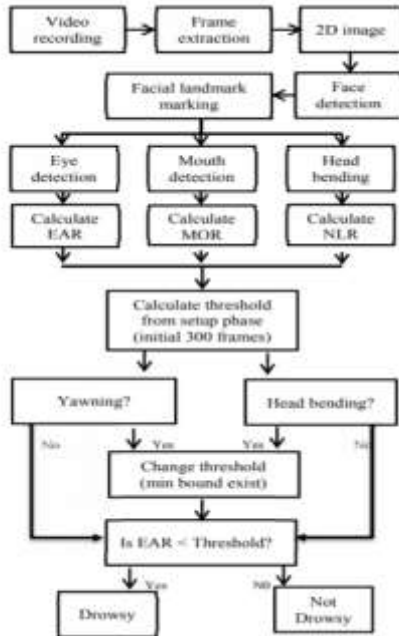 Video
recording
Frame
extraction
2D image
Facial landmark
marking
Face
detection
Eye
detection
Mouth
detection
Head
bending
Calculate
EAR
Calculate
MOR
Calculate
NLR
Calculate threshold
from setup phase
(initial 300 frames)
Yawning?
Head bending?
No
Yes
Yes
No
Change threshold
(min bound exist)
Is EAR < Threshold?
Yes
No
Drowsy
Not
Drowsy